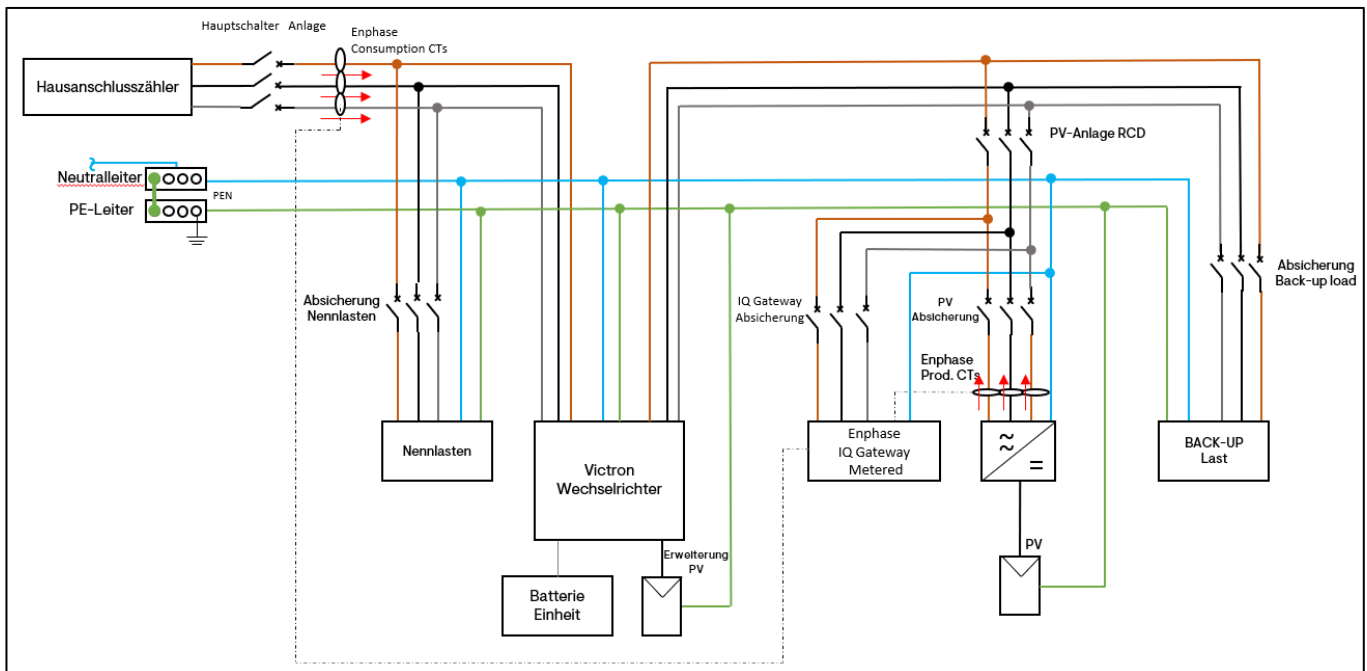 Hauptschalter Anlage
Enphase
Consumption CTs
Hausanschlusszähler
Neutralleiter
PEN
PE-Leiter
PV-Anlage RCD
Absicherung
Nennlasten
IQ Gateway
Absicherung
PV
Absicherung
Absicherung
Back-up load
Enphase
Prod. CTs
Nennlasten
Victron
Wechselrichter
Enphase
IQ Gateway
Metered
BACK-UP
Last
Erweiterung
PV
Batterie
Einheit
PV